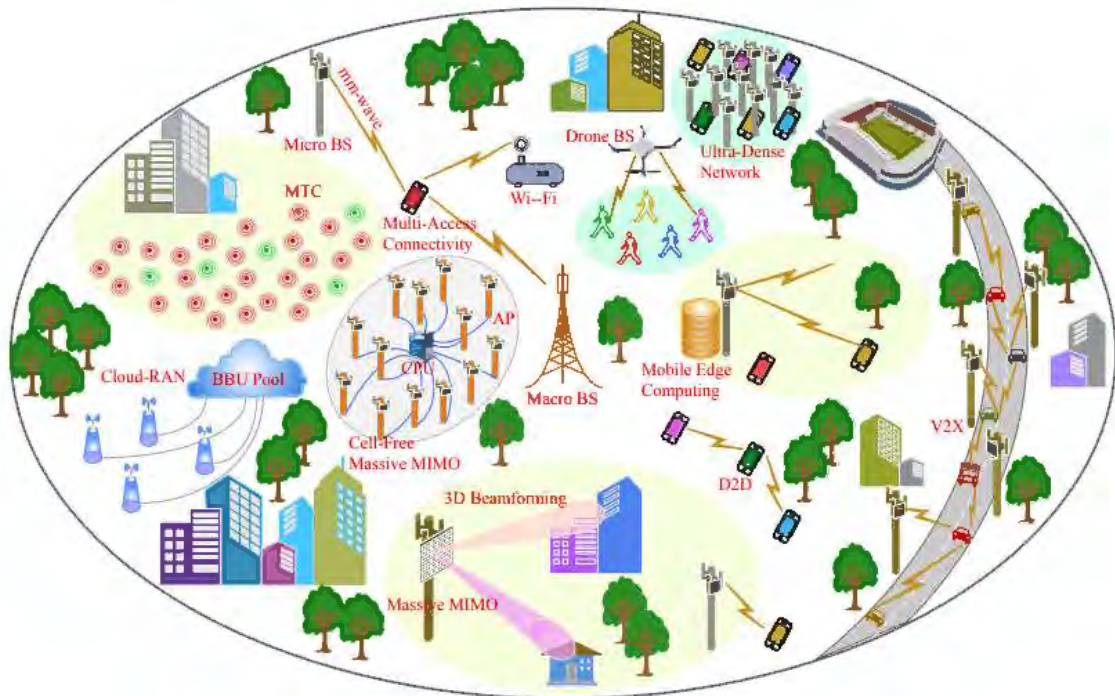 mm-wave
Micro BS
Drone BS
Ultra-Dense
Network
Wi--Fi
MTC
Multi-Access
Connectivity
AP
CPU
Mobile Edge
Computing
Cloud-RAN
BBU Pool
Macro BS
V2X
Cell-Free
Massive MIMO
D2D
3D Beamforming
Massive MIMO